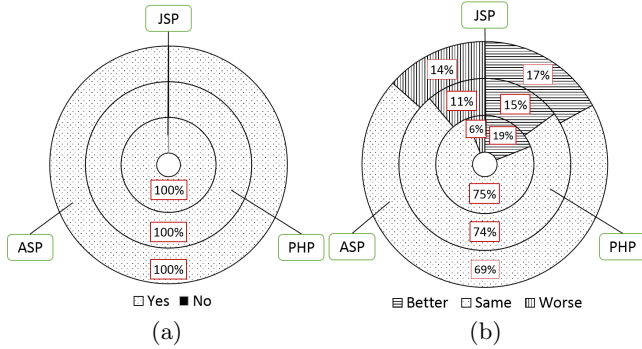 JSP
100%
ASP
PHP
100%
100%
Yes No
(a)
JSP
14%
17%
11%
15%
6%
19%
75%
74%
ASP
PHP
69%
Better Same Worse
(b)